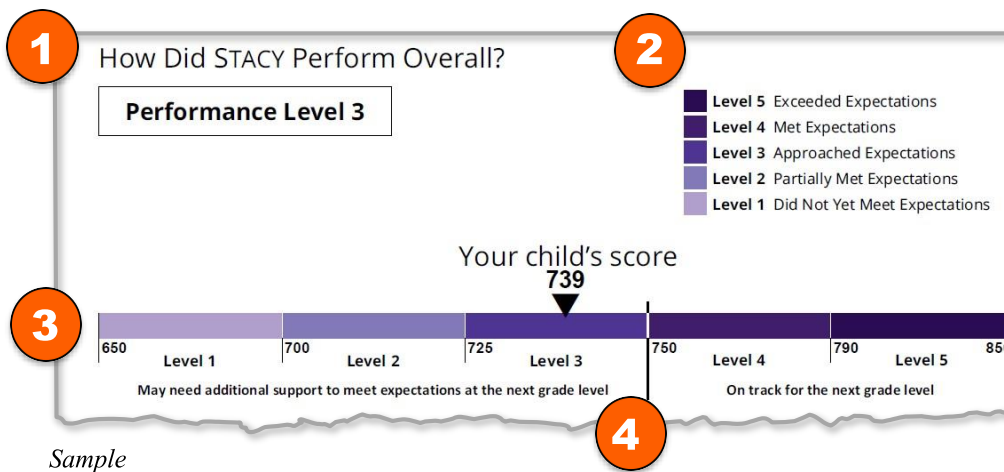 1
2
How Did STACY Perform Overall?
Performance Level 3
Level 5 Exceeded Expectations
Level 4 Met Expectations
Level 3 Approached Expectations
Level 2 Partially Met Expectations
Level 1 Did Not Yet Meet Expectations
Your child's score
739
3
650 700 725 750 790 85
Level 1 Level 2 Level 3 Level 4 Level 5
May need additional support to meet expectations at the next grade level On track for the next grade level
4
Sample